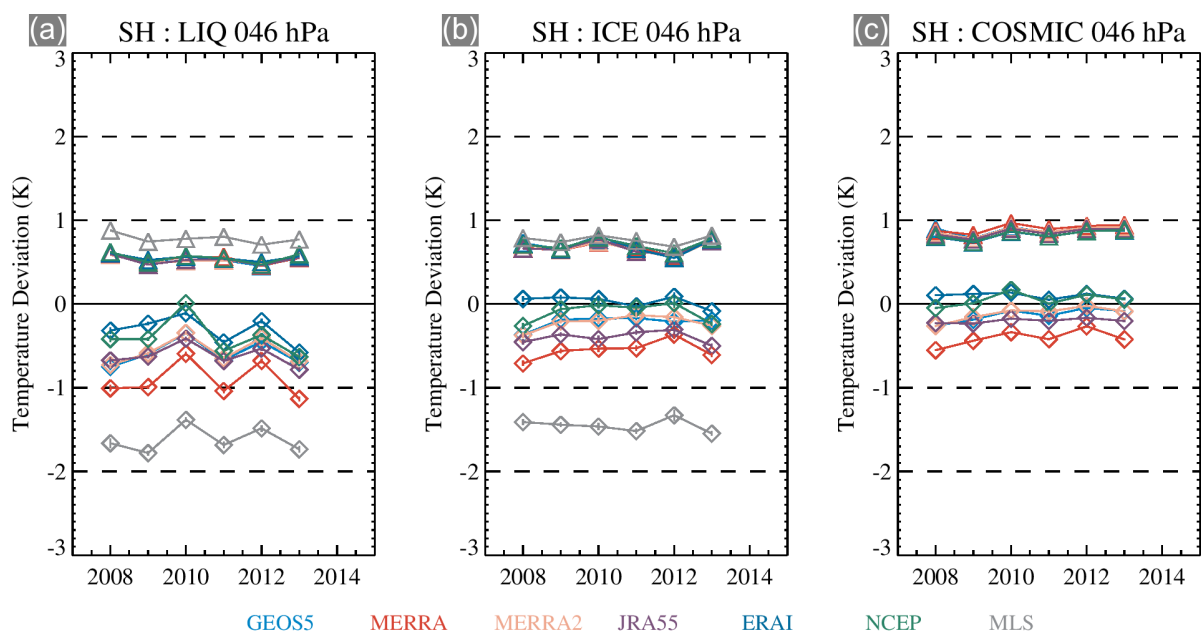 (a) SH : LIQ 046 hPa
(b) SH : ICE 046 hPa
(c) SH : COSMIC 046 hPa
Temperature Deviation (K)
3
2
1
0
-1
-2
-3
2008 2010 2012 2014
Temperature Deviation (K)
3
2
1
0
-1
-2
-3
2008 2010 2012 2014
Temperature Deviation (K)
3
2
1
0
-1
-2
-3
2008 2010 2012 2014
GEOS5 MERRA MERRA2 JRA55 ERAI NCEP MLS